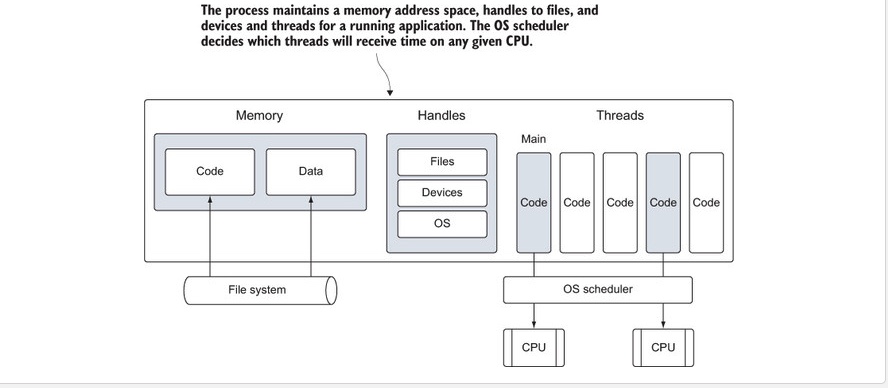 The process maintains a memory address space, handles to files, and
devices and threads for a running application. The OS scheduler
decides which threads will receive time on any given CPU.
Memory
Handles
Threads
Main
Code
Data
Files
Devices
OS
Code
Code
Code
Code
Code
File system
OS scheduler
CPU
CPU